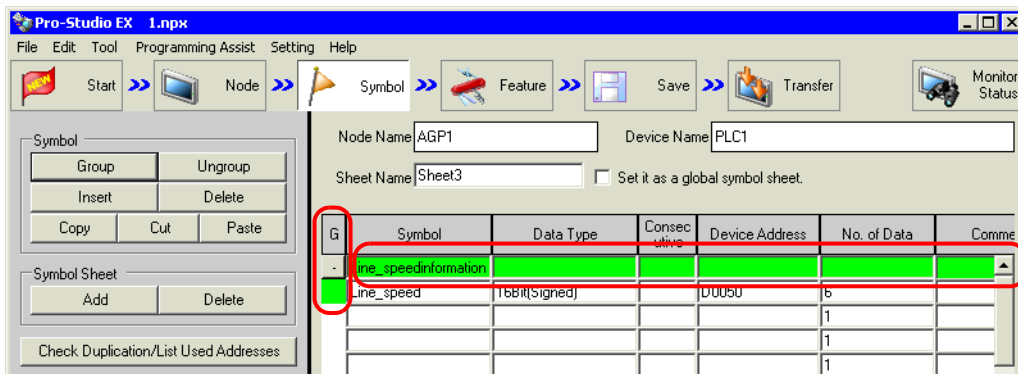 Pro-Studio EX 1.npx
File Edit Tool Programming Assist Setting Help
NEW Start Node Symbol Feature Save Transfer Monitor Status
Symbol
Group Ungroup
Insert Delete
Copy Cut Paste
Symbol Sheet
Add Delete
Check Duplication/List Used Addresses
Node Name AGP1 Device Name PLC1
Sheet Name Sheet3 Set it as a global symbol sheet.
G Symbol Data Type Consecutive Device Address No. of Data Comme
- Line_speedinformation
Line_speed 16Bit(Signed) D0050 6
1
1
1